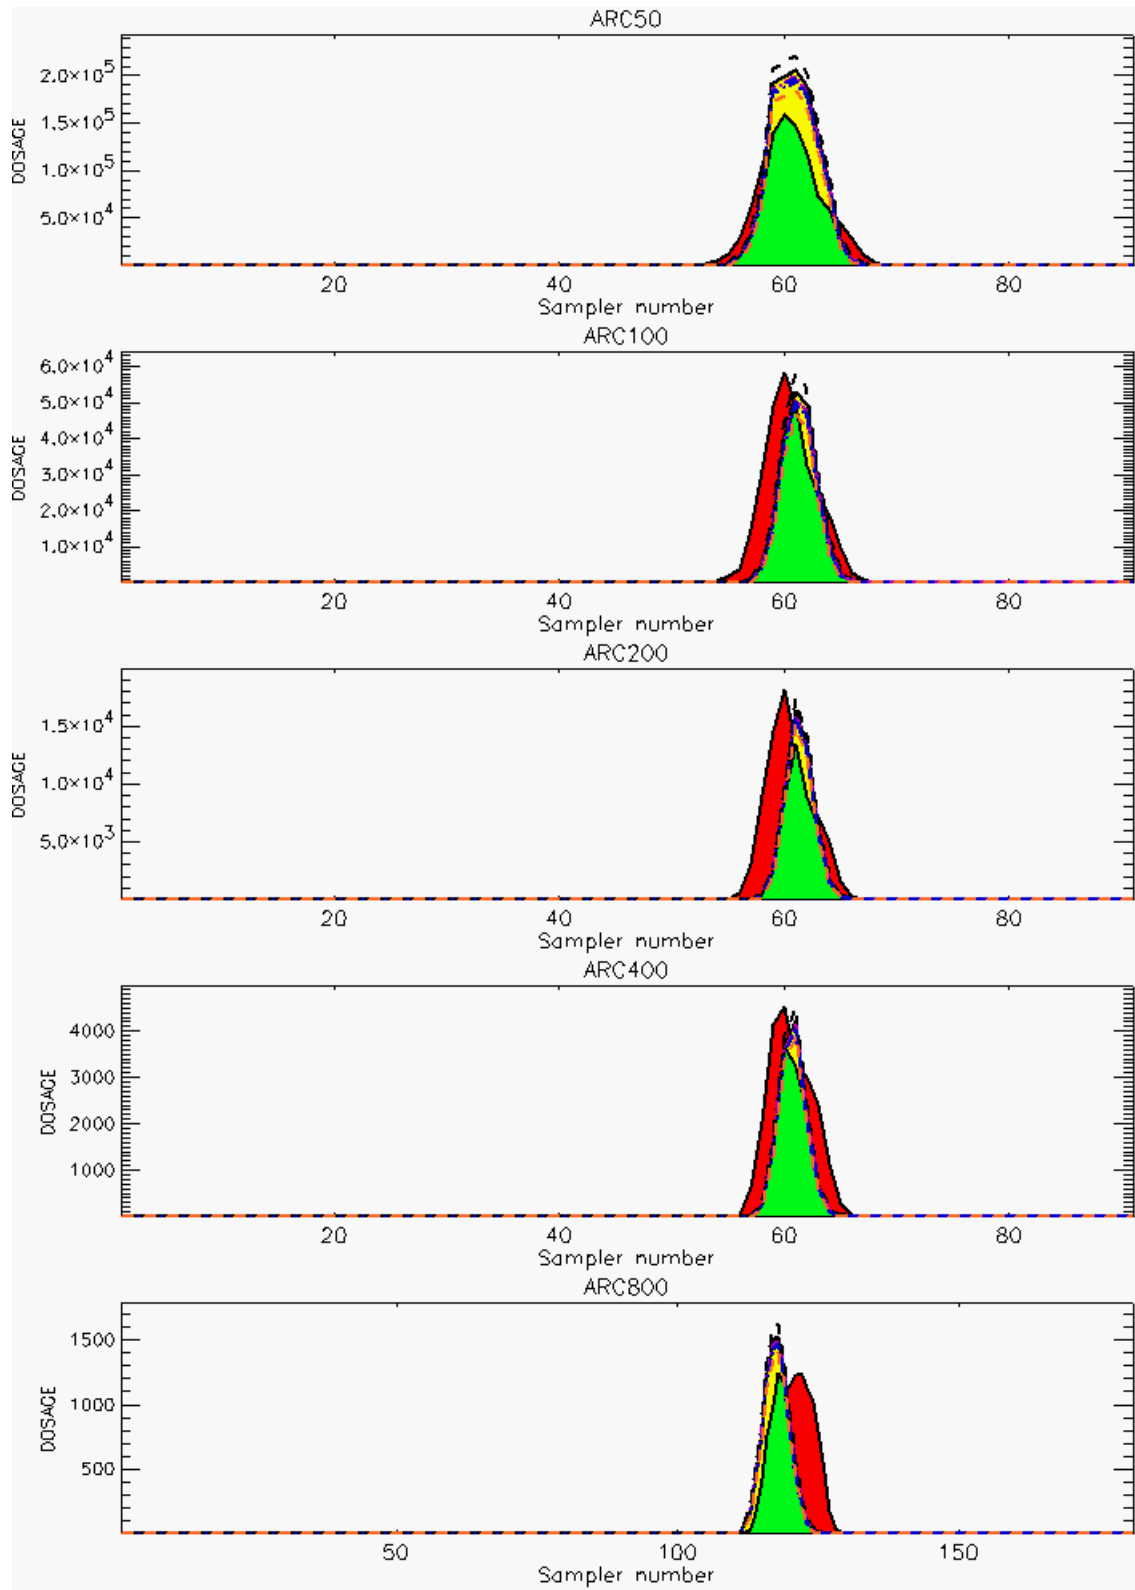 ARC50
2.0×10^5
1.5×10^5
1.0×10^5
5.0×10^4
DOSAGE
20 40 60 80
Sampler number
ARC100
6.0×10^4
5.0×10^4
4.0×10^4
3.0×10^4
2.0×10^4
1.0×10^4
DOSAGE
20 40 60 80
Sampler number
ARC200
1.5×10^4
1.0×10^4
5.0×10^3
DOSAGE
20 40 60 80
Sampler number
ARC400
4000
3000
2000
1000
DOSAGE
20 40 60 80
Sampler number
ARC800
1500
1000
500
DOSAGE
50 100 150
Sampler number